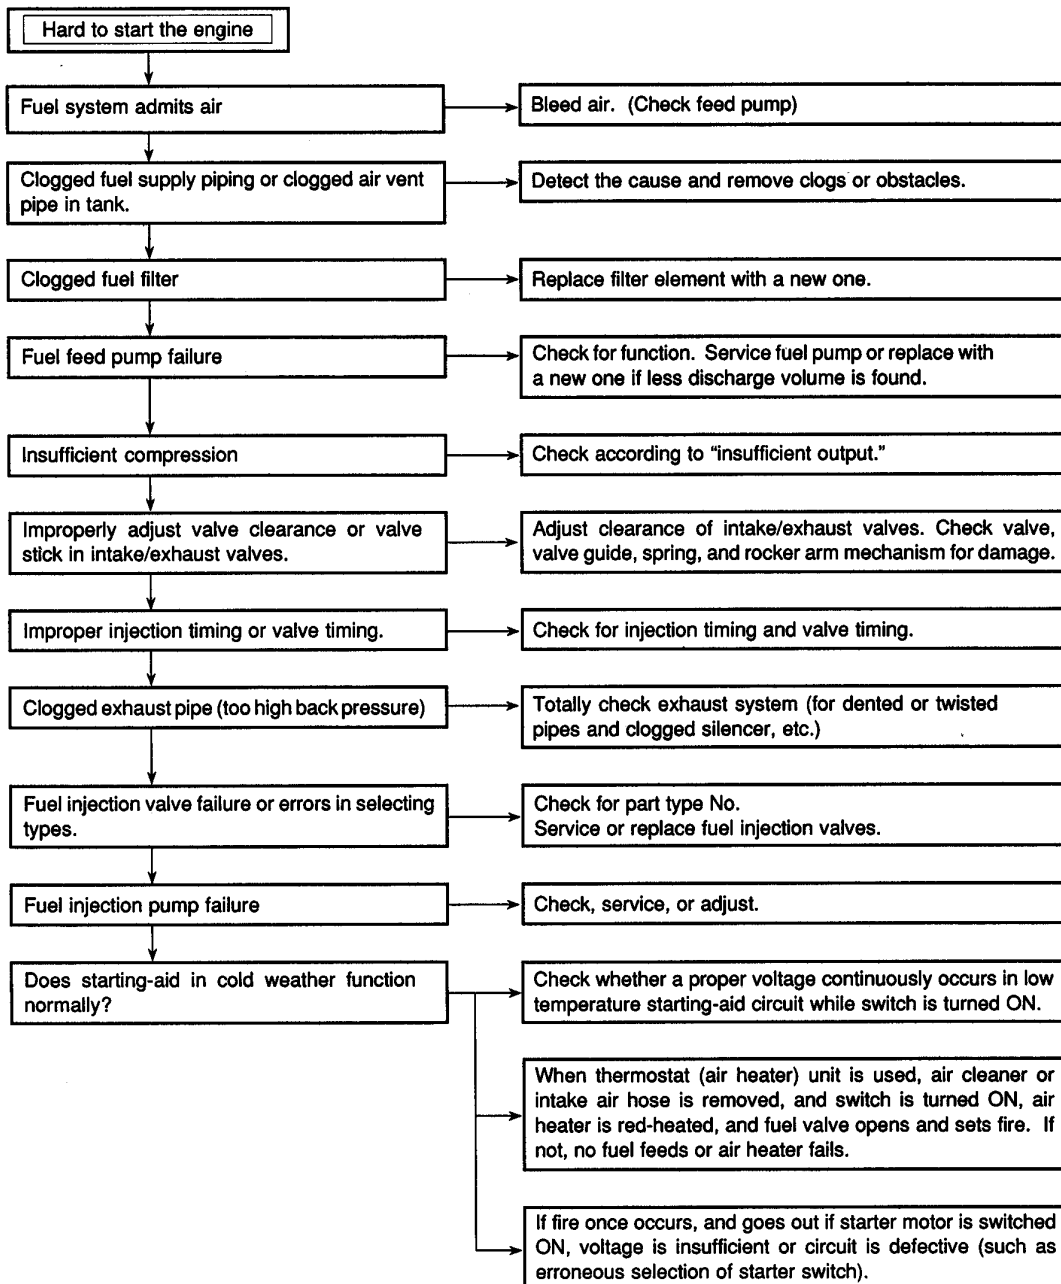 Hard to start the engine
Fuel system admits air
Bleed air. (Check feed pump)
Clogged fuel supply piping or clogged air vent
pipe in tank.
Detect the cause and remove clogs or obstacles.
Clogged fuel filter
Replace filter element with a new one.
Fuel feed pump failure
Check for function. Service fuel pump or replace with
a new one if less discharge volume is found.
Insufficient compression
Check according to “insufficient output.”
Improperly adjust valve clearance or valve
stick in intake/exhaust valves.
Adjust clearance of intake/exhaust valves. Check valve,
valve guide, spring, and rocker arm mechanism for damage.
Improper injection timing or valve timing.
Check for injection timing and valve timing.
Clogged exhaust pipe (too high back pressure)
Totally check exhaust system (for dented or twisted
pipes and clogged silencer, etc.)
Fuel injection valve failure or errors in selecting
types.
Check for part type No.
Service or replace fuel injection valves.
Fuel injection pump failure
Check, service, or adjust.
Does starting-aid in cold weather function
normally?
Check whether a proper voltage continuously occurs in low
temperature starting-aid circuit while switch is turned ON.
When thermostat (air heater) unit is used, air cleaner or
intake air hose is removed, and switch is turned ON, air
heater is red-heated, and fuel valve opens and sets fire. If
not, no fuel feeds or air heater fails.
If fire once occurs, and goes out if starter motor is switched
ON, voltage is insufficient or circuit is defective (such as
erroneous selection of starter switch).